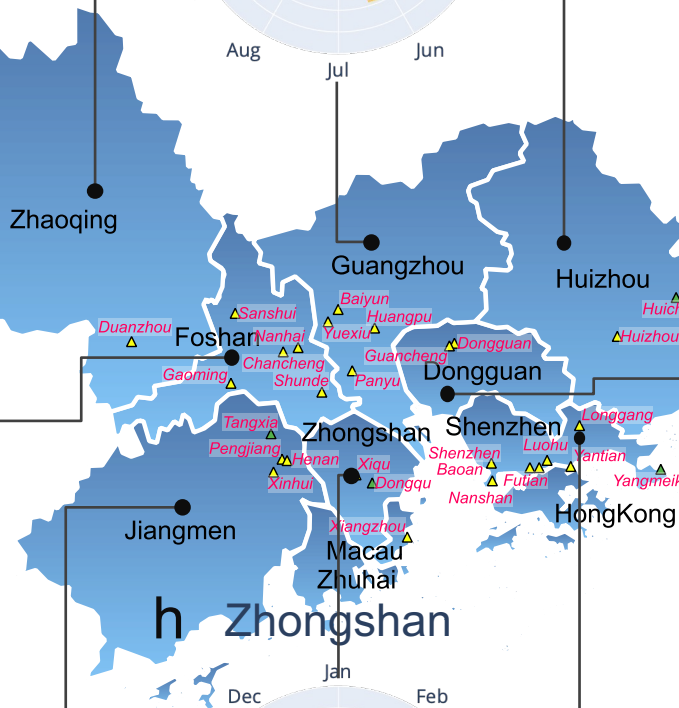 Aug
Jun
Jul
Zhaoqing
Guangzhou
Huizhou
Baiyun
Sanshui
Huangpu
Duanzhou
Foshan
Nanhai
Yuexiu
Huizhou
Chancheng
Guancheng
Dongguan
Gaoming
Shunde
Panyu
Dongguan
Tangxia
Zhongshan
Shenzhen
Longgang
Pengjiang
Henan
Xiqu
Shenzhen
Luohu
Yantian
Baoan
Xinhui
Dongqu
Futian
Nanshan
Jiangmen
Xiangzhou
HongKong
Macau
Zhuhai
h
Zhongshan
Jan
Dec
Feb